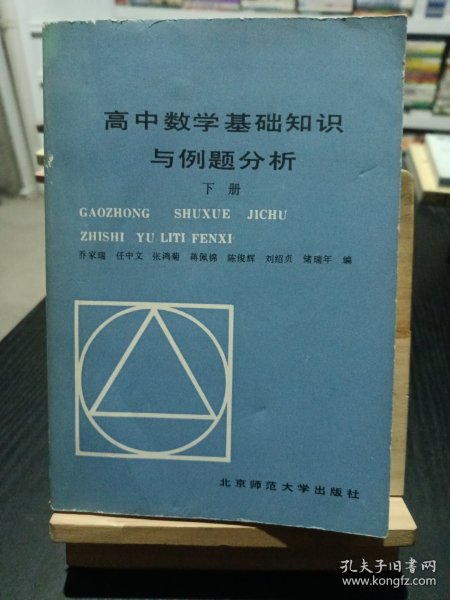 高中数学基础知识
与例题分析
下册
GAOZHONG SHUXUE JICHU
ZHISHI YU LITI FENXI
乔家瑞 任中文 张鸿菊 蒋佩锦 陈俊辉 刘绍贞 储瑞年 编
北京师范大学出版社
孔夫子旧书网
www.kongfz.com